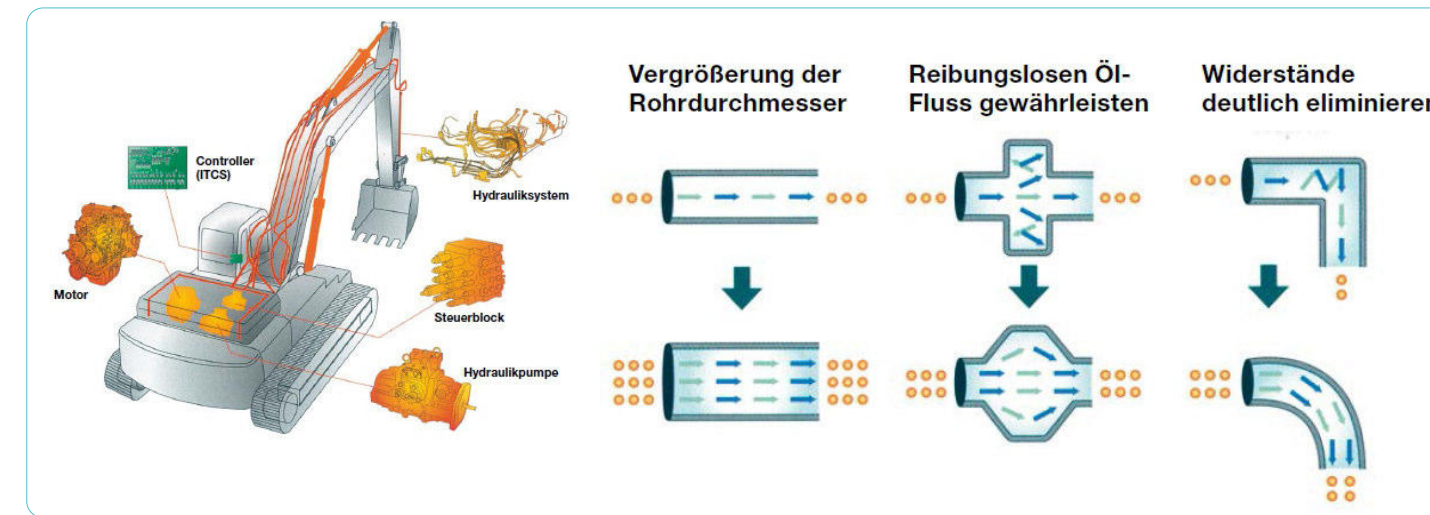 Controller
(ITCS)
Motor
Hydrauliksystem
Steuerblock
Hydraulikpumpe
Vergrößerung der
Rohrdurchmesser
Reibungslosen Öl-
Fluss gewährleisten
Widerstände
deutlich eliminieren